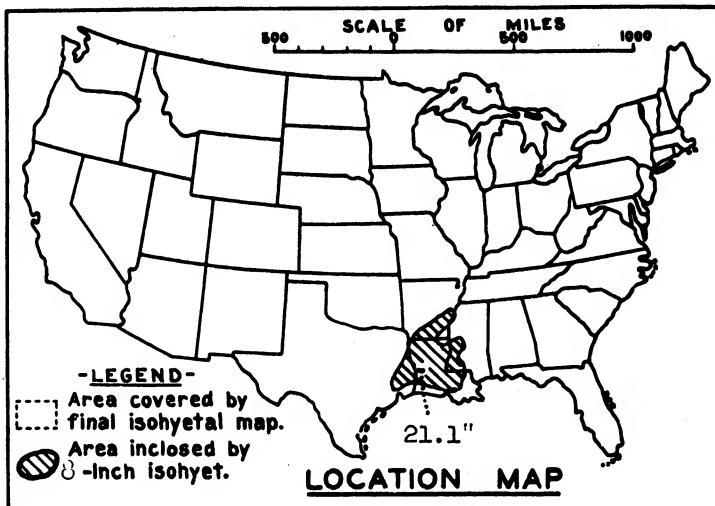 SCALE OF MILES
500 0 500 1000
-LEGEND-
Area covered by
final isohyetal map.
Area inclosed by
8-inch isohyet.
21.1"
LOCATION MAP